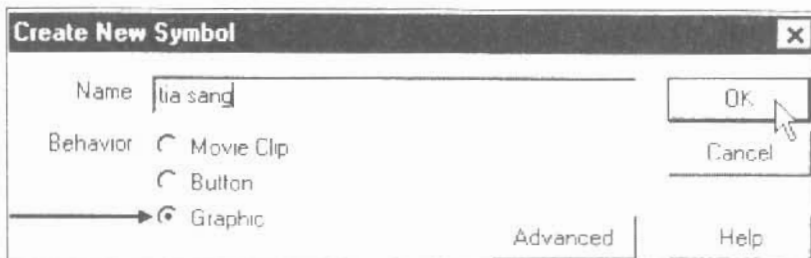 Create New Symbol
Name tia sang OK
Behavior Movie Clip Cancel
Button
Graphic
Advanced Help